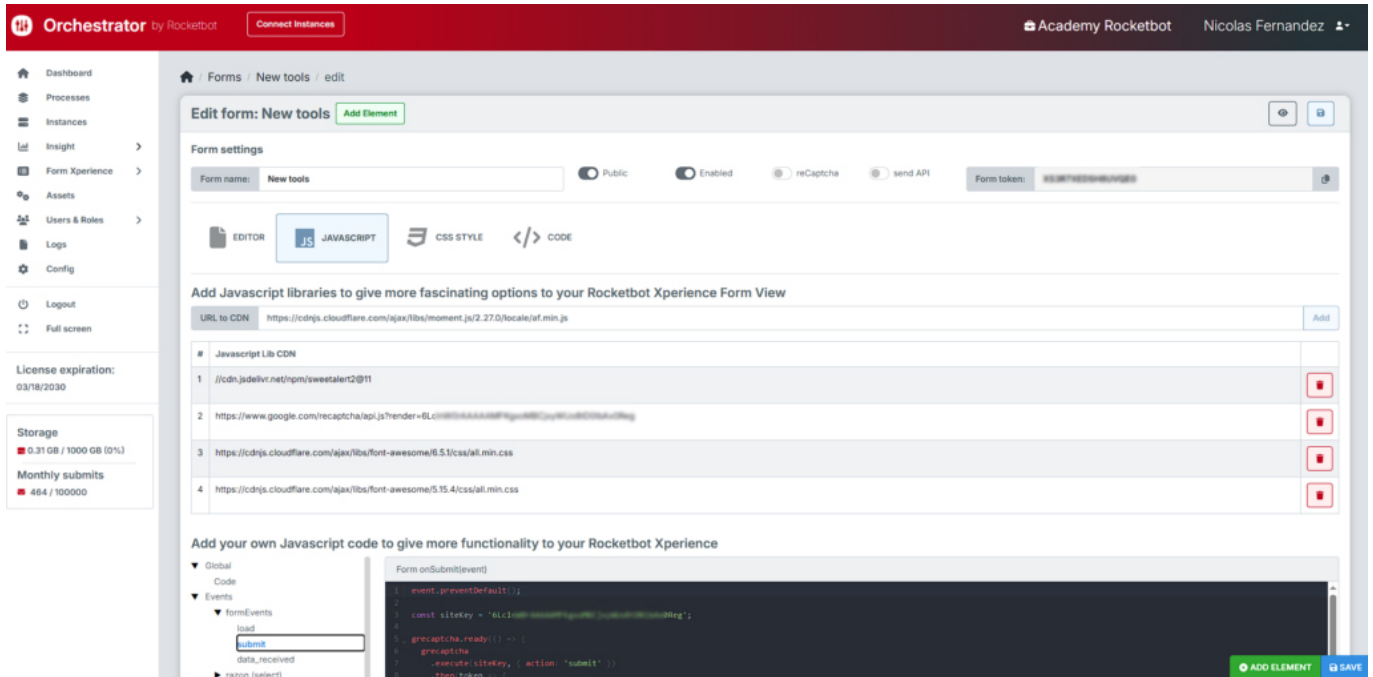 Orchestrator by Rocketbot Connect Instances Academy Rocketbot Nicolas Fernandez
Dashboard
Processes
Instances
Insight
Form Xperience
Assets
Users & Roles
Logs
Config
Logout
Full screen
License expiration:
03/18/2030
Storage
0.31 GB / 1000 GB (0%)
Monthly submits
464 / 100000
/ Forms / New tools / edit
Edit form: New tools Add Element
Form settings
Form name: New tools Public Enabled reCaptcha send API Form token:
EDITOR JS JAVASCRIPT CSS STYLE </> CODE
Add Javascript libraries to give more fascinating options to your Rocketbot Xperience Form View
URL to CDN https://cdnjs.cloudflare.com/ajax/libs/moment.js/2.27.0/locale/af.min.js Add
# Javascript Lib CDN
1 //cdn.jsdelivr.net/npm/sweetalert2@11
2 https://www.google.com/recaptcha/api.js?render=6Lc
3 https://cdnjs.cloudflare.com/ajax/libs/font-awesome/6.5.1/css/all.min.css
4 https://cdnjs.cloudflare.com/ajax/libs/font-awesome/5.15.4/css/all.min.css
Add your own Javascript code to give more functionality to your Rocketbot Xperience
Global
Code
Events
formEvents
load
submit
data_received
razon (select)
Form onSubmit(event)
1 event.preventDefault();
2
3 const siteKey = '
4
5 grecaptcha.ready(() => {
6 grecaptcha
7 .execute(siteKey, { action: 'submit' })
.then(token => {
ADD ELEMENT SAVE